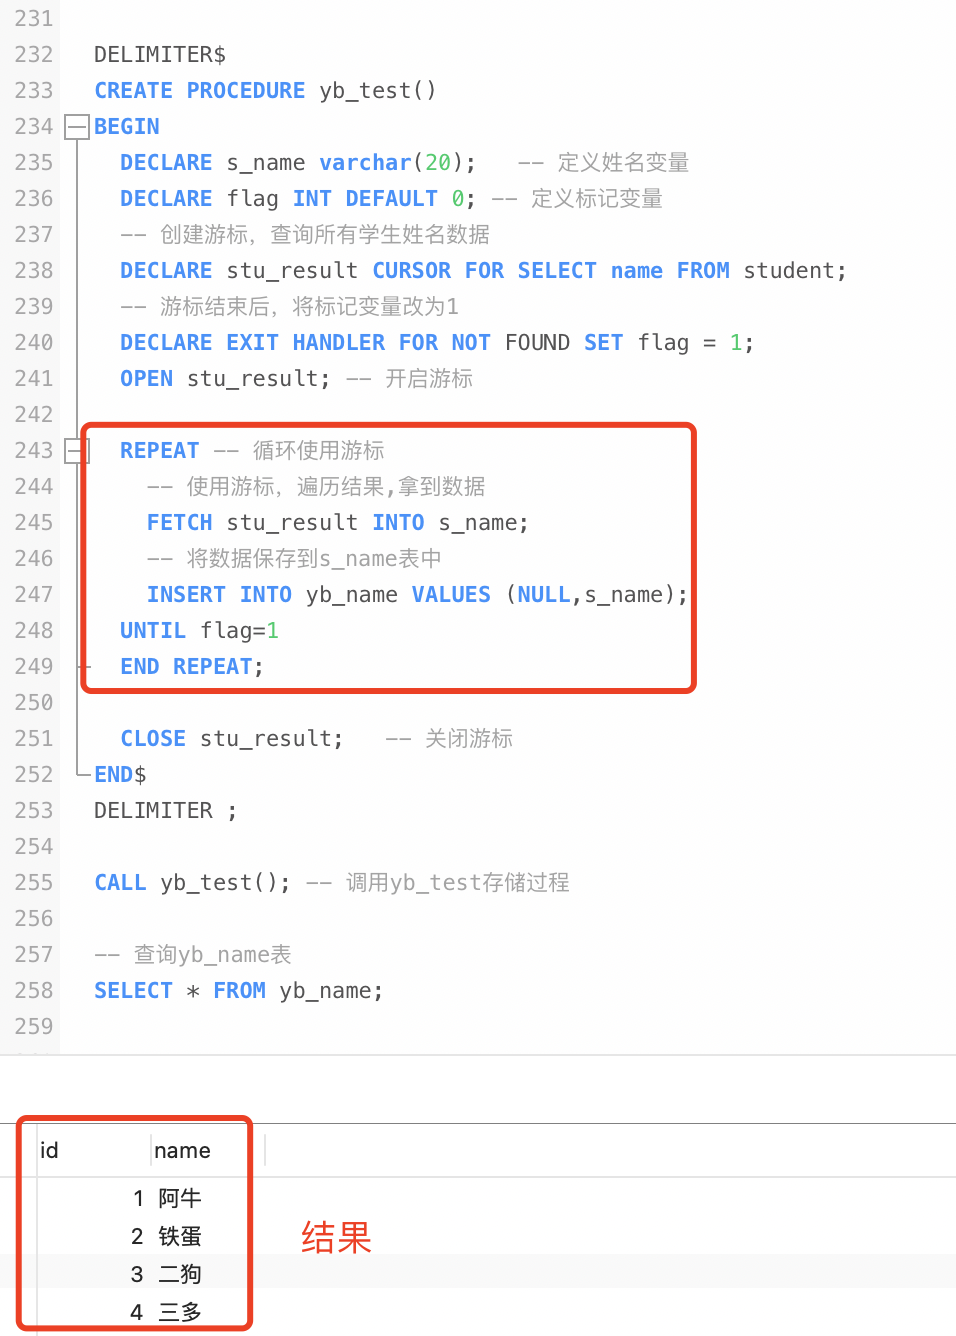 231
232 DELIMITER$
233 CREATE PROCEDURE yb_test()
234 BEGIN
235 DECLARE s_name varchar(20); -- 定义姓名变量
236 DECLARE flag INT DEFAULT 0; -- 定义标记变量
237 -- 创建游标，查询所有学生姓名数据
238 DECLARE stu_result CURSOR FOR SELECT name FROM student;
239 -- 游标结束后，将标记变量改为1
240 DECLARE EXIT HANDLER FOR NOT FOUND SET flag = 1;
241 OPEN stu_result; -- 开启游标
242
243 REPEAT -- 循环使用游标
244 -- 使用游标，遍历结果,拿到数据
245 FETCH stu_result INTO s_name;
246 -- 将数据保存到s_name表中
247 INSERT INTO yb_name VALUES (NULL,s_name);
248 UNTIL flag=1
249 END REPEAT;
250
251 CLOSE stu_result; -- 关闭游标
252 END$
253 DELIMITER ;
254
255 CALL yb_test(); -- 调用yb_test存储过程
256
257 -- 查询yb_name表
258 SELECT * FROM yb_name;
259
id name
1 阿牛
2 铁蛋
3 二狗
4 三多
结果